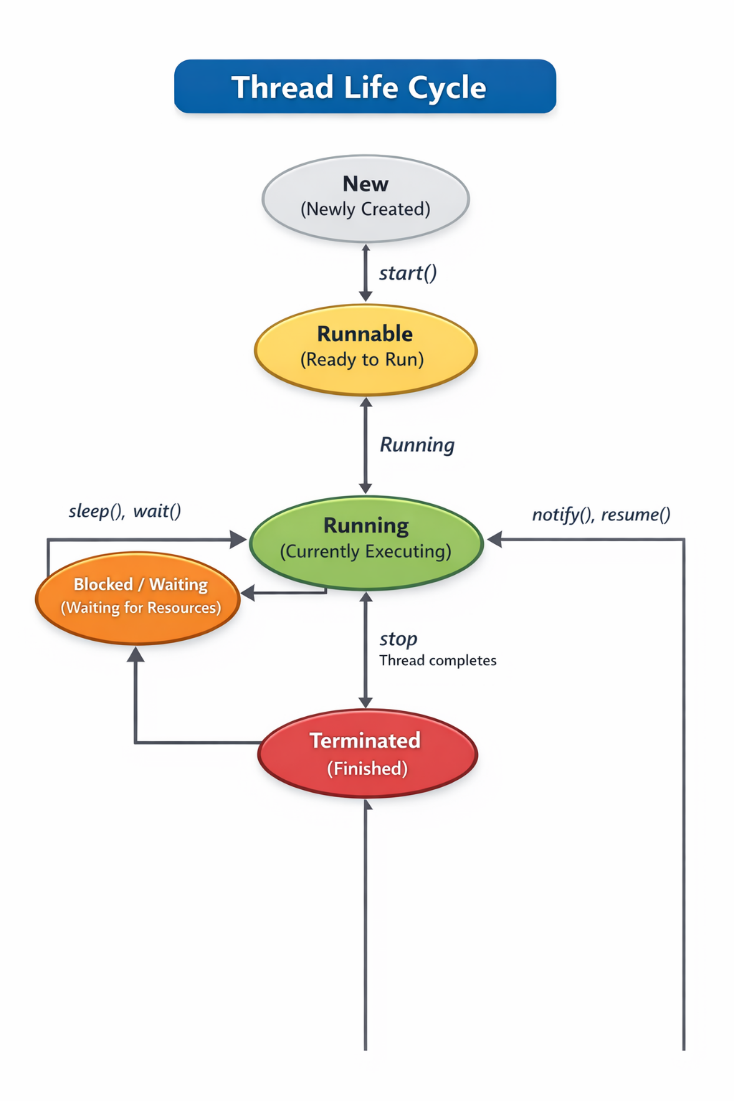 Thread Life Cycle
New
(Newly Created)
start()
Runnable
(Ready to Run)
Running
sleep(), wait()
notify(), resume()
Running
(Currently Executing)
Blocked / Waiting
(Waiting for Resources)
stop
Thread completes
Terminated
(Finished)